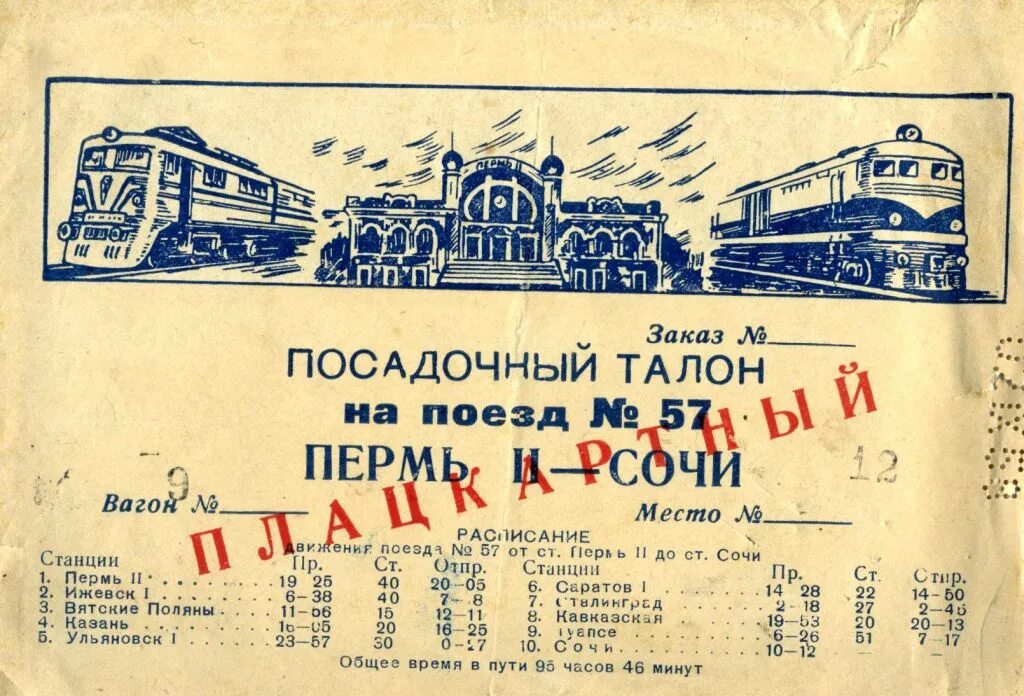 ПЕРМЬ II
Заказ №
ПОСАДОЧНЫЙ ТАЛОН
на поезд № 57
ПЕРМЬ II—СОЧИ
ПЛАЦКАРТНЫЙ
9 12
Вагон № Место №
РАСПИСАНИЕ
движения поезда № 57 от ст. Пермь II до ст. Сочи
Станции Пр. Ст. Отпр. Станции Пр. Ст. Отпр.
1. Пермь II 19 25 40 20—05 6. Саратов I 14 28 22 14—50
2. Ижевск I 6—38 40 7— 8 7. Сталинград 2—18 27 2—45
3. Вятские Поляны 11—56 15 12—11 8. Кавказская 19—53 20 20—13
4. Казань 16—05 20 16—25 9. Туапсе 6—26 51 7—17
5. Ульяновск I 23—57 30 0—27 10. Сочи 10—12
Общее время в пути 95 часов 46 минут